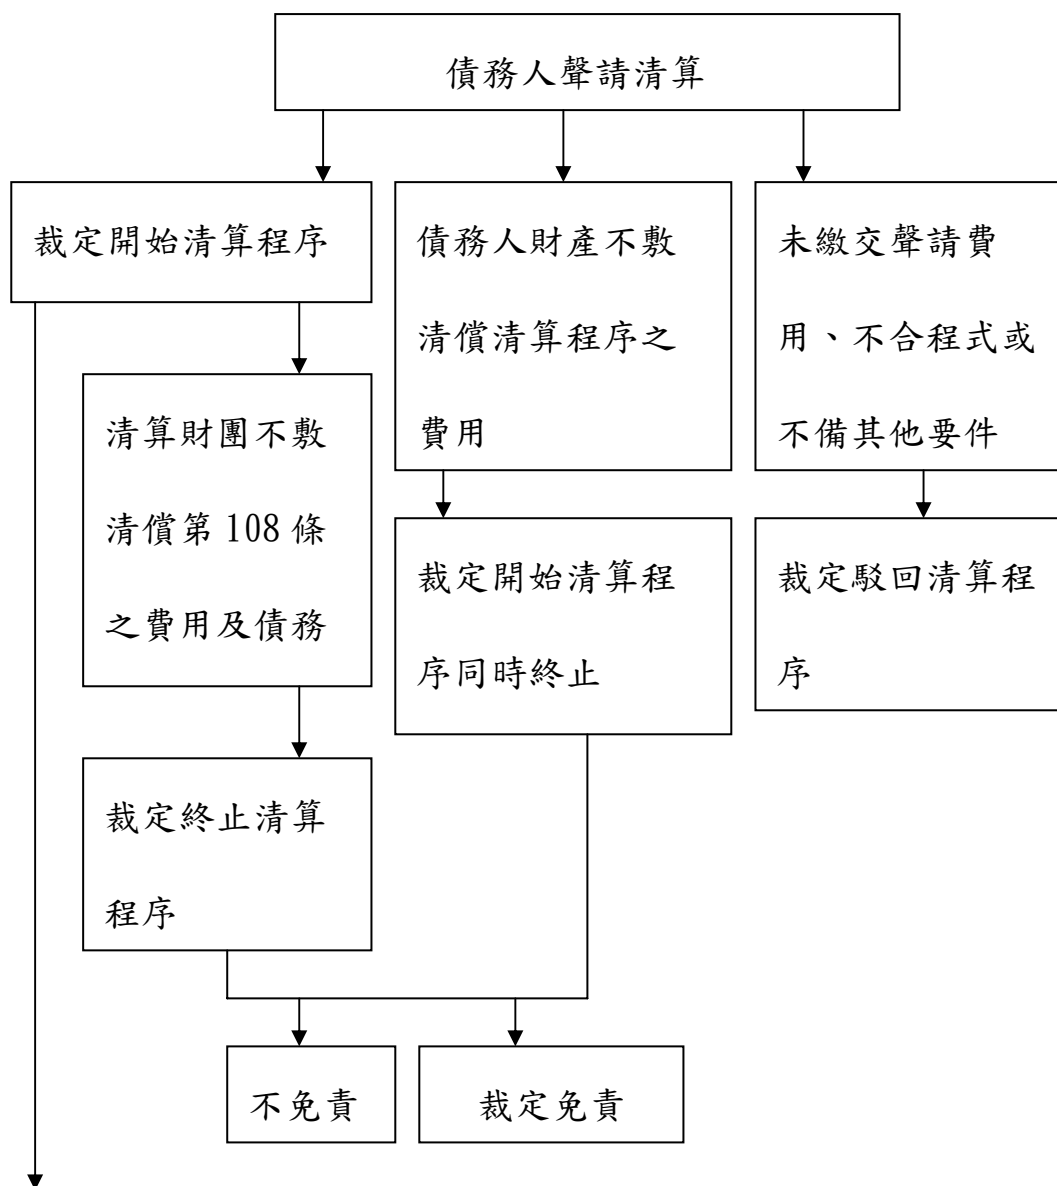 債務人聲請清算
裁定開始清算程序
債務人財產不敷
清償清算程序之
費用
未繳交聲請費
用、不合程式或
不備其他要件
清算財團不敷
清償第 108 條
之費用及債務
裁定開始清算程
序同時終止
裁定駁回清算程
序
裁定終止清算
程序
不免責
裁定免責